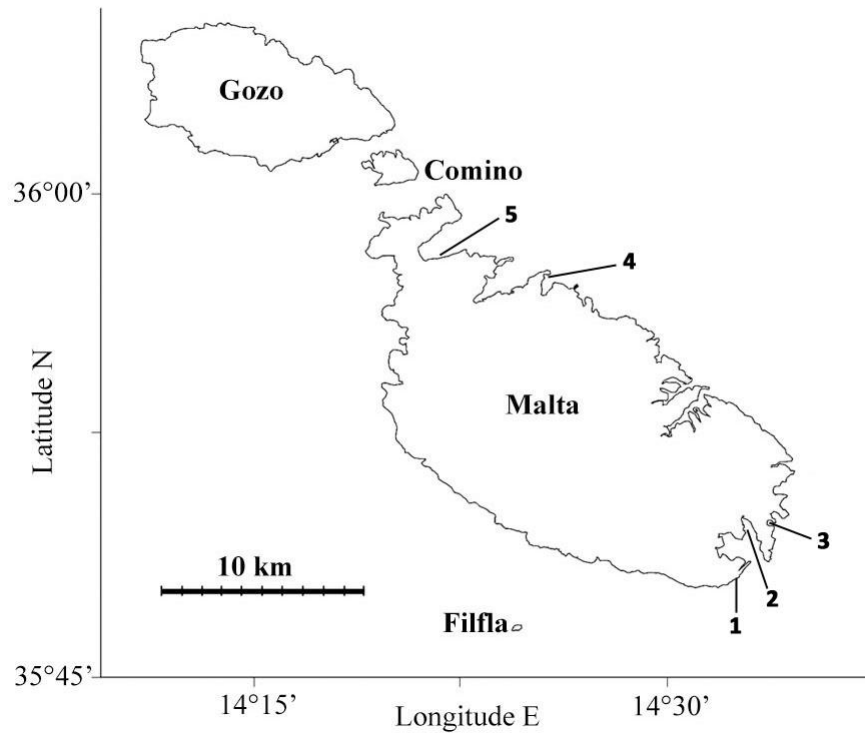 Gozo
Comino
36°00’
5
4
Malta
Latitude N
3
10 km
2
1
Filfla
35°45’
14°15’
14°30’
Longitude E